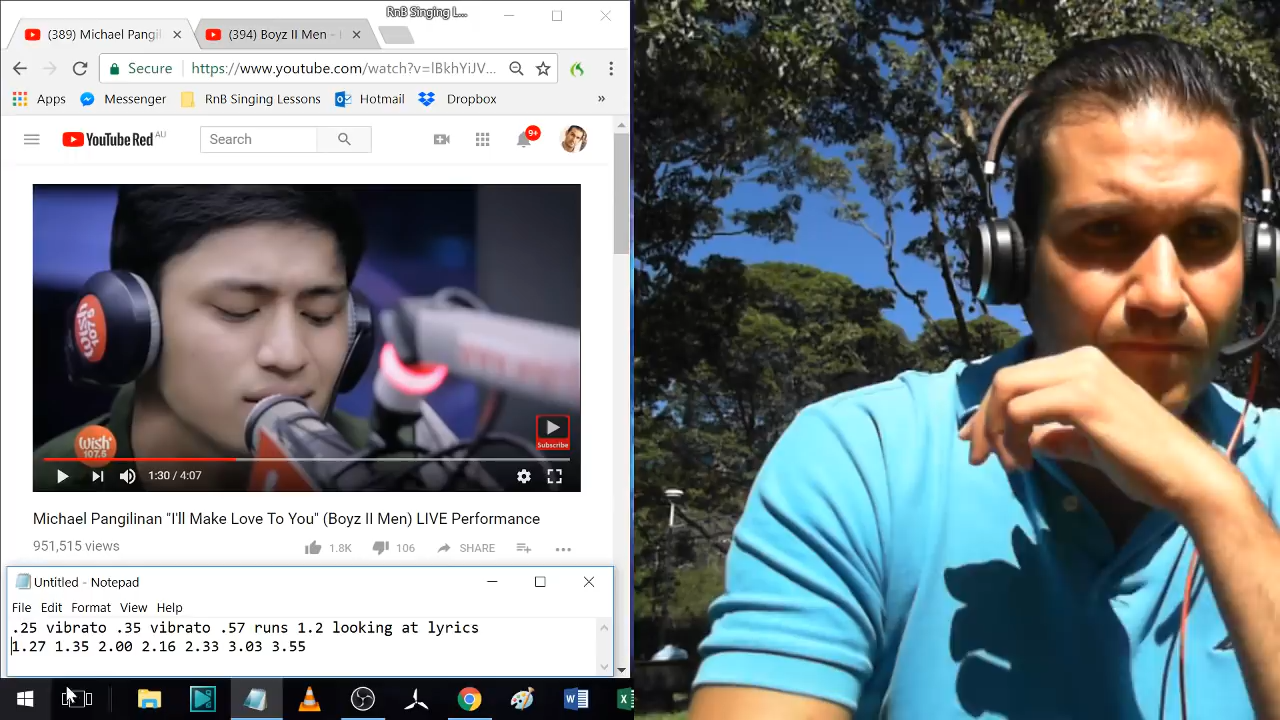 RnB Singing L...
(389) Michael Pangil
(394) Boyz II Men -
Secure https://www.youtube.com/watch?v=lBkhYiJV...
Apps Messenger RnB Singing Lessons Hotmail Dropbox »
YouTube Red AU
Search
9+
wish 107.5
wish 107.5
Subscribe
1:30 / 4:07
Michael Pangilinan "I'll Make Love To You" (Boyz II Men) LIVE Performance
951,515 views
1.8K 106 SHARE
Untitled - Notepad
File Edit Format View Help
.25 vibrato .35 vibrato .57 runs 1.2 looking at lyrics
1.27 1.35 2.00 2.16 2.33 3.03 3.55